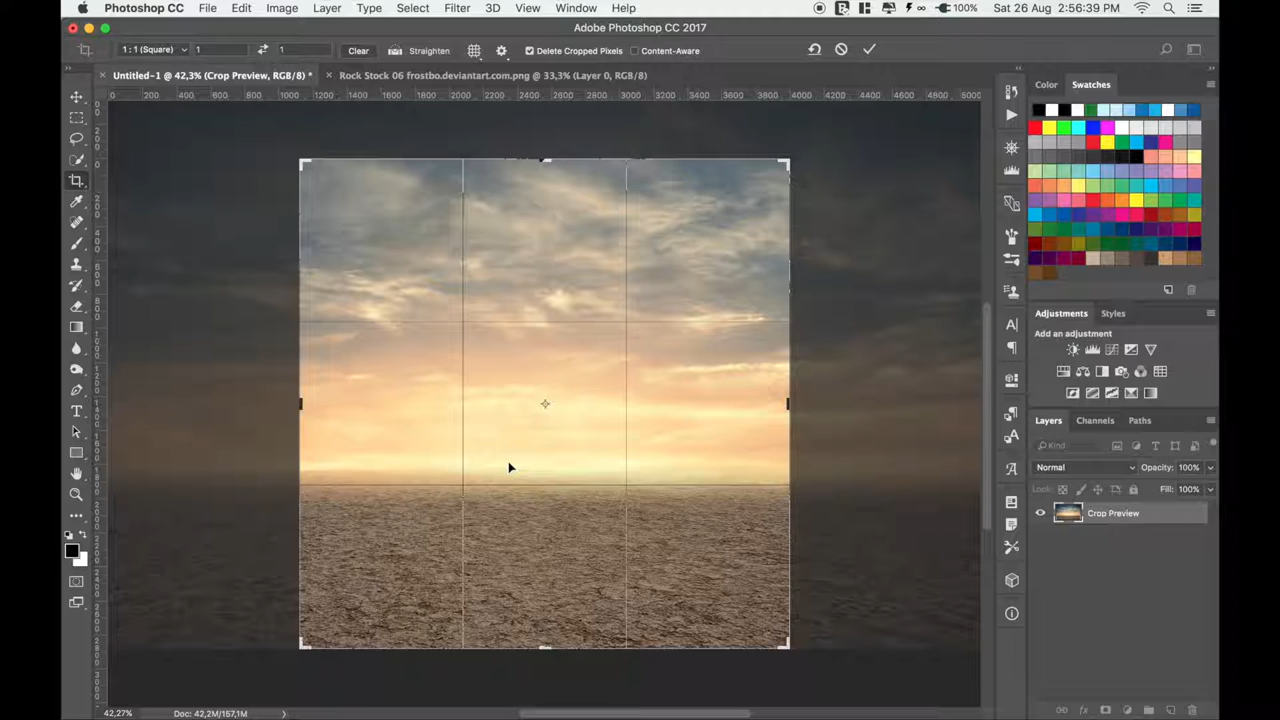 Photoshop CC File Edit Image Layer Type Select Filter 3D View Window Help 100% Sat 26 Aug 2:56:39 PM
Adobe Photoshop CC 2017
1 : 1 (Square) 1 1 Clear Straighten Delete Cropped Pixels Content-Aware
Untitled-1 @ 42,3% (Crop Preview, RGB/8) * Rock Stock 06 frostbo.deviantart.com.png @ 33,3% (Layer 0, RGB/8)
Color Swatches
0 200 400 600 800 1000 1200 1400 1600 1800 2000 2200 2400 2600 2800 3000 3200 3400 3600 3800 4000 4200 4400 4600 4800 5000
Adjustments Styles
Add an adjustment
Layers Channels Paths
Kind
Normal Opacity: 100%
Lock: Fill: 100%
Crop Preview
42,27% Doc: 42,2M/157,1M